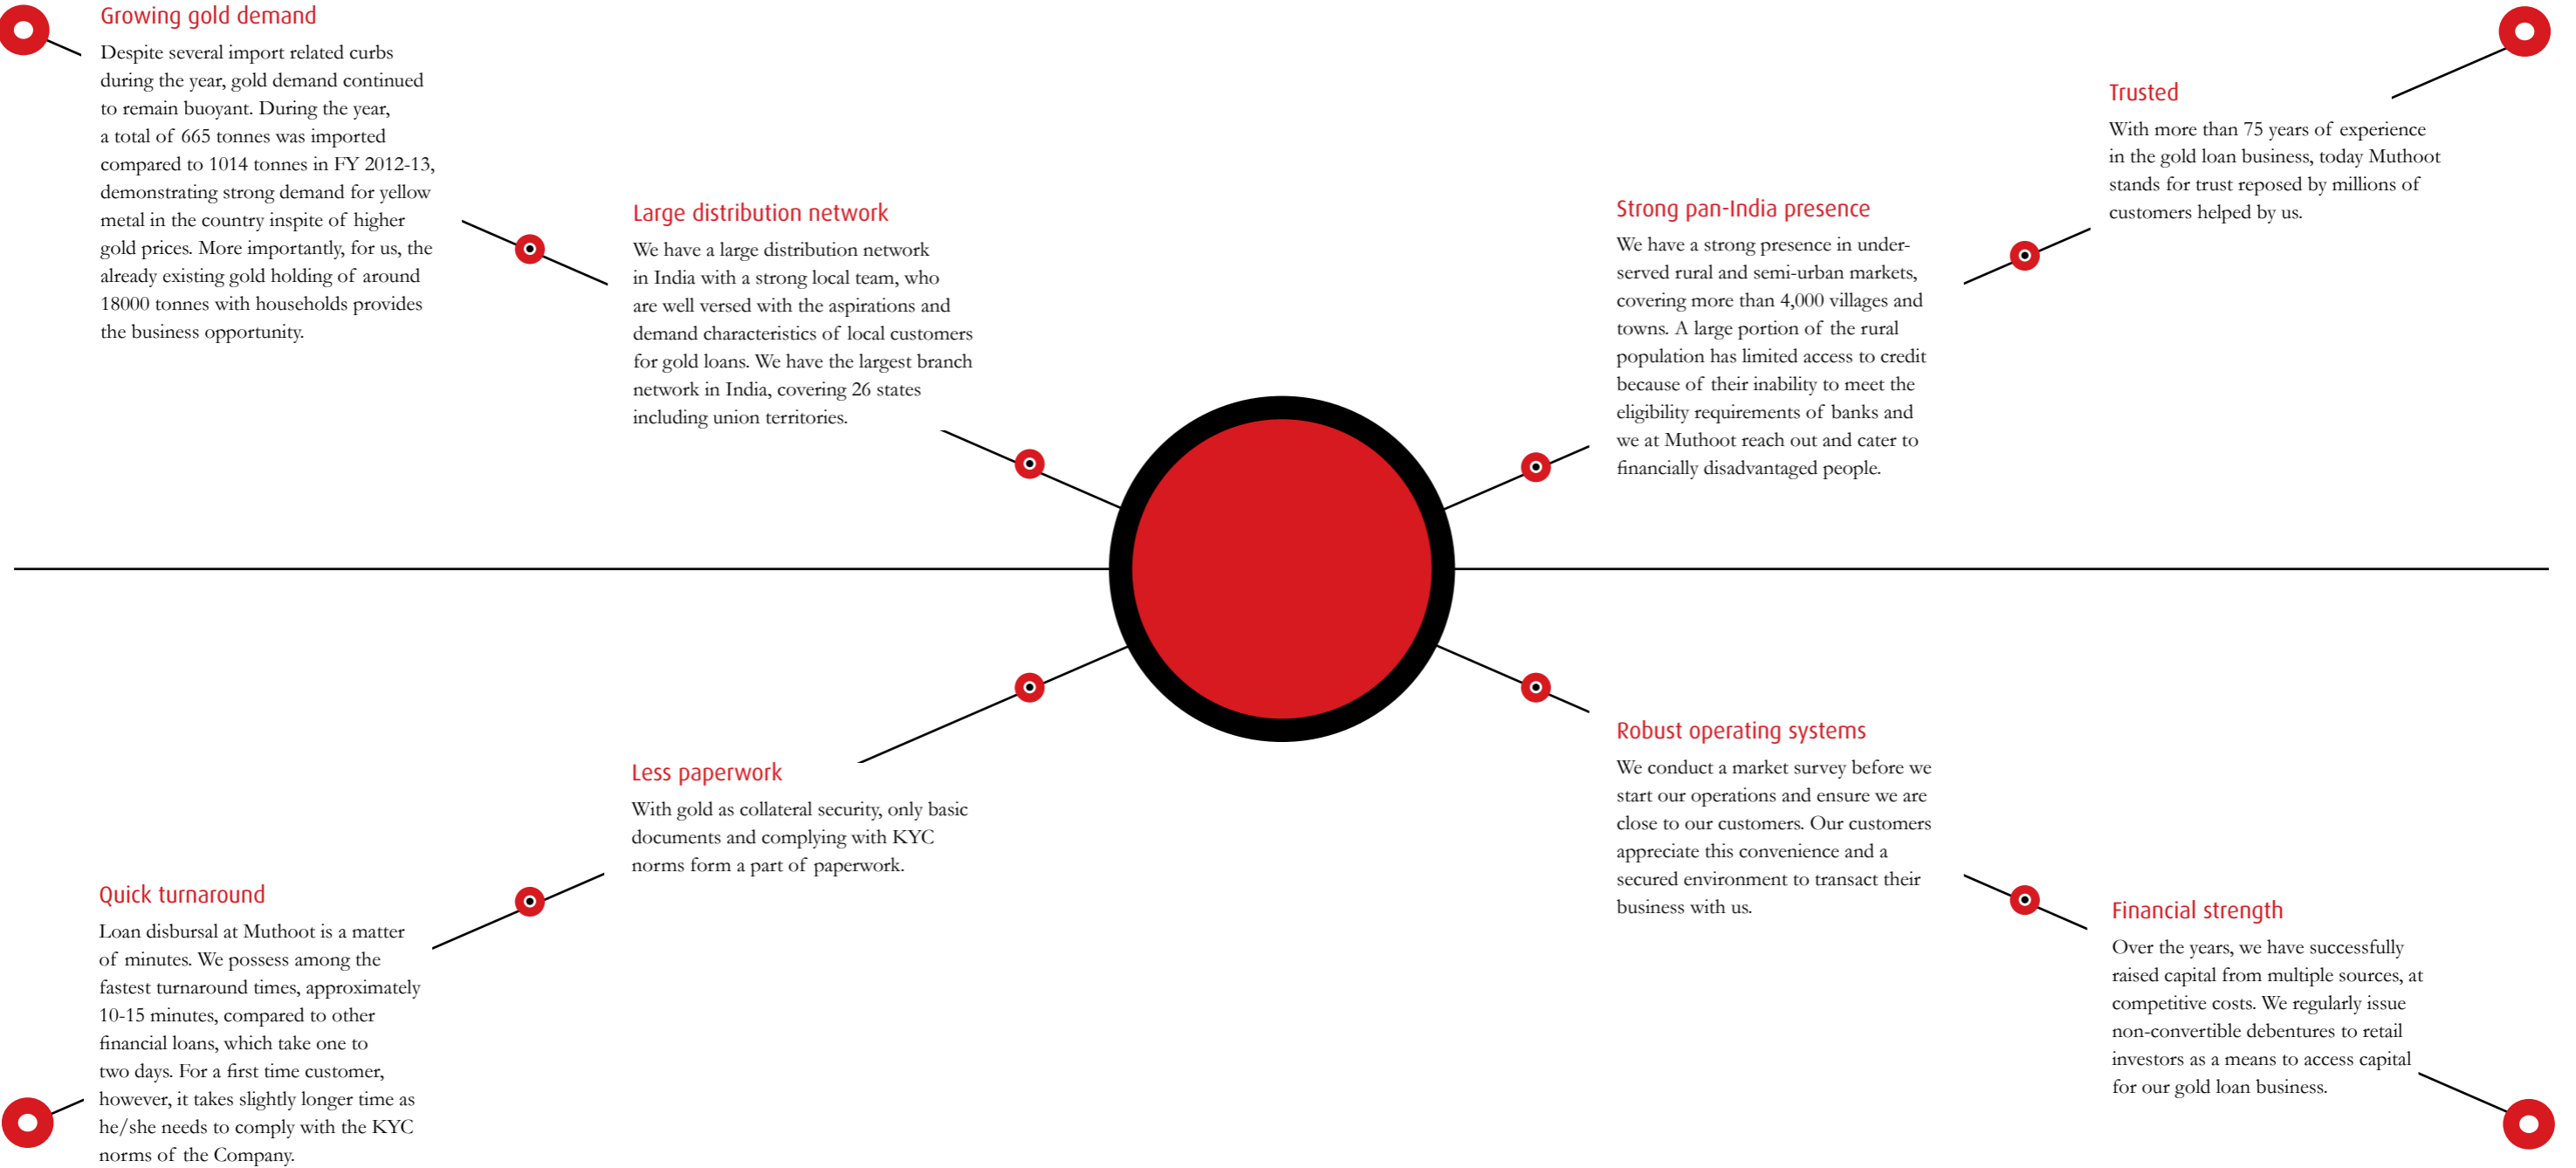 Growing gold demand
Despite several import related curbs
during the year, gold demand continued
to remain buoyant. During the year,
a total of 665 tonnes was imported
compared to 1014 tonnes in FY 2012-13,
demonstrating strong demand for yellow
metal in the country inspite of higher
gold prices. More importantly, for us, the
already existing gold holding of around
18000 tonnes with households provides
the business opportunity.
Large distribution network
We have a large distribution network
in India with a strong local team, who
are well versed with the aspirations and
demand characteristics of local customers
for gold loans. We have the largest branch
network in India, covering 26 states
including union territories.
Strong pan-India presence
We have a strong presence in under-
served rural and semi-urban markets,
covering more than 4,000 villages and
towns. A large portion of the rural
population has limited access to credit
because of their inability to meet the
eligibility requirements of banks and
we at Muthoot reach out and cater to
financially disadvantaged people.
Trusted
With more than 75 years of experience
in the gold loan business, today Muthoot
stands for trust reposed by millions of
customers helped by us.
Quick turnaround
Loan disbursal at Muthoot is a matter
of minutes. We possess among the
fastest turnaround times, approximately
10-15 minutes, compared to other
financial loans, which take one to
two days. For a first time customer,
however, it takes slightly longer time as
he/she needs to comply with the KYC
norms of the Company.
Less paperwork
With gold as collateral security, only basic
documents and complying with KYC
norms form a part of paperwork.
Robust operating systems
We conduct a market survey before we
start our operations and ensure we are
close to our customers. Our customers
appreciate this convenience and a
secured environment to transact their
business with us.
Financial strength
Over the years, we have successfully
raised capital from multiple sources, at
competitive costs. We regularly issue
non-convertible debentures to retail
investors as a means to access capital
for our gold loan business.